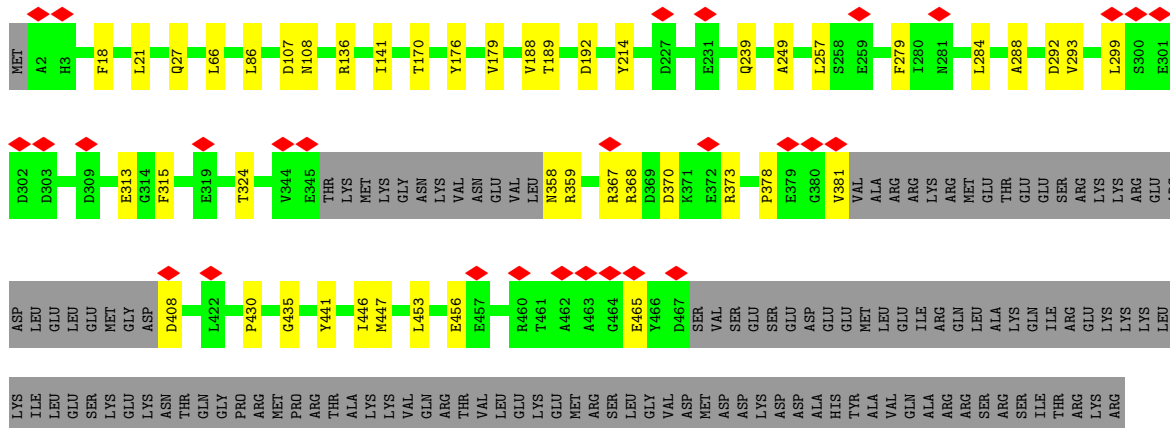 MET A2 H3 F18 L21 Q27 L66 L86 D107 N108 R136 I141 T170 Y176 V179 V188 T189 D192 Y214 D227 E231 Q239 A249 L257 S258 E259 F279 I280 N281 L284 A288 D292 V293 L299 S300 E301
D302 D303 D309 E313 G314 F315 E319 T324 V344 E345 THR LYS MET LYS GLY ASN LYS VAL ASN GLU VAL LEU N358 R359 R367 R368 D369 D370 K371 E372 R373 P378 E379 G380 V381 VAL ALA ARG ARG LYS ARG MET GLU THR GLU GLU SER ARG LYS LYS ARG GLU
ASP LEU GLU LEU GLU MET GLY ASP D408 L422 P430 G435 Y441 I446 M447 L453 E456 E457 R460 T461 A462 A463 G464 E465 Y466 D467 SER VAL SER GLU SER GLU ASP GLU GLU MET LEU GLU ILE ARG GLN LEU ALA LYS GLN ILE ARG GLU LYS LYS LYS LEU
LYS ILE LEU GLU SER LYS GLU LYS ASN THR GLN GLY PRO ARG MET PRO ARG THR ALA LYS LYS VAL GLN ARG THR VAL LEU GLU LYS GLU MET ARG SER LEU GLY VAL ASP MET ASP ASP LYS ASP ASP ALA HIS TYR ALA VAL GLN ALA ARG ARG SER ARG SER ILE THR ARG LYS ARG